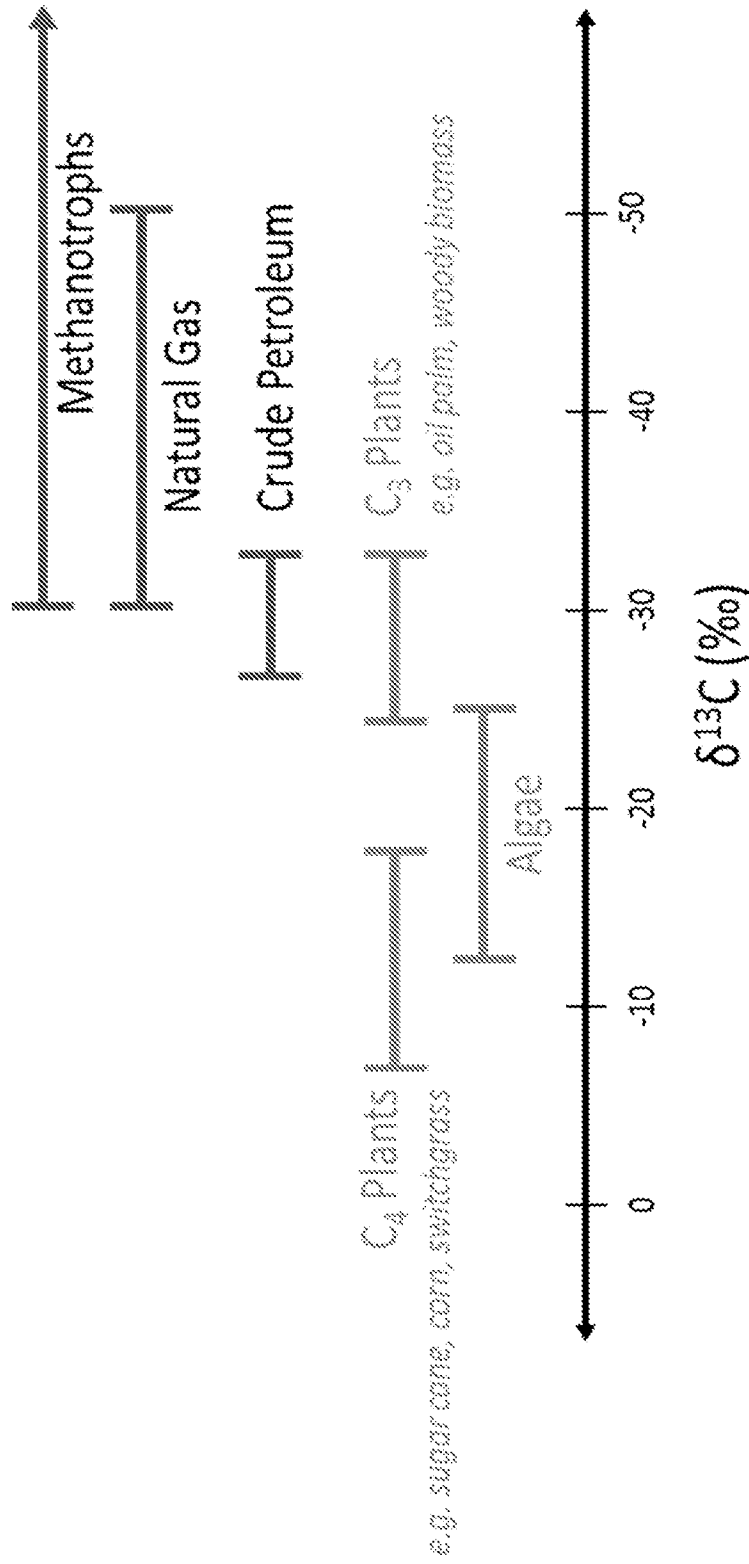 Methanotrophs
Natural Gas
Crude Petroleum
C₄ Plants
e.g. sugar cane, corn, switchgrass
C₃ Plants
e.g. oil palm, woody biomass
Algae
0
-10
-20
-30
-40
-50
δ¹³C (‰)